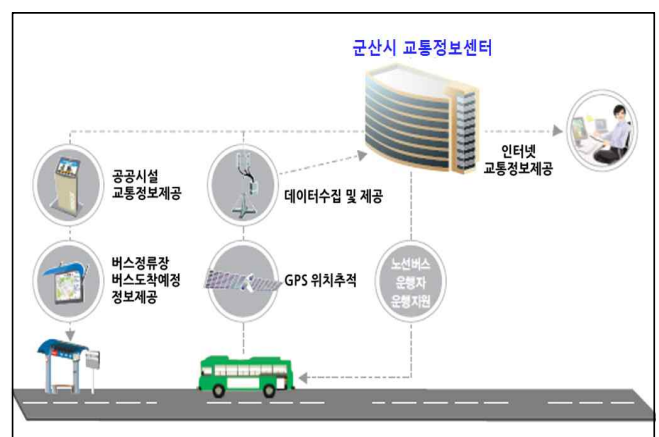 군산시 교통정보센터
공공시설
교통정보제공
데이터수집 및 제공
인터넷
교통정보제공
버스정류장
버스도착예정
정보제공
GPS 위치추적
노선버스
운행자
운행지원